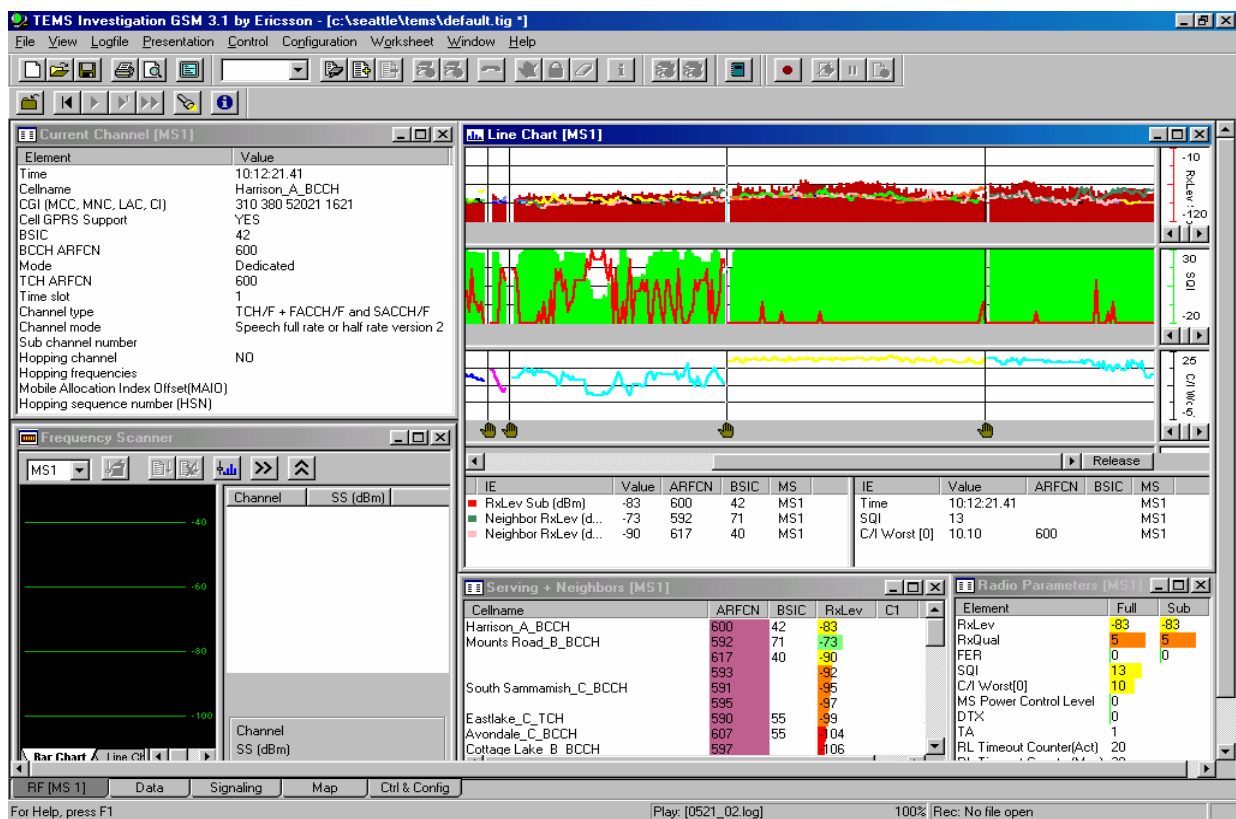 TEMS Investigation GSM 3.1 by Ericsson - [c:\seattle\tems\default.tig *]
File View Logfile Presentation Control Configuration Worksheet Window Help
Current Channel [MS1]
Element Value
Time 10:12:21.41
Cellname Harrison_A_BCCH
CGI (MCC, MNC, LAC, CI) 310 380 52021 1621
Cell GPRS Support YES
BSIC 42
BCCH ARFCN 600
Mode Dedicated
TCH ARFCN 600
Time slot 1
Channel type TCH/F + FACCH/F and SACCH/F
Channel mode Speech full rate or half rate version 2
Sub channel number
Hopping channel NO
Hopping frequencies
Mobile Allocation Index Offset(MAIO)
Hopping sequence number (HSN)
Line Chart [MS1]
-10
RxLev:
-120
30
SQI
-20
25
C/I Wc
-5.
Release
IE Value ARFCN BSIC MS
RxLev Sub (dBm) -83 600 42 MS1
Neighbor RxLev (d... -73 592 71 MS1
Neighbor RxLev (d... -90 617 40 MS1
IE Value ARFCN BSIC MS
Time 10:12:21.41 MS1
SQI 13 MS1
C/I Worst [0] 10.10 600 MS1
Frequency Scanner
MS1
Channel SS (dBm)
-40
-60
-80
-100
Channel
SS (dBm)
Bar Chart Line Ch
Serving + Neighbors [MS1]
Cellname ARFCN BSIC RxLev C1
Harrison_A_BCCH 600 42 -83
Mounts Road_B_BCCH 592 71 -73
617 40 -90
593 -92
South Sammamish_C_BCCH 591 -95
595 -97
Eastlake_C_TCH 590 55 -99
Avondale_C_BCCH 607 55 -104
Cottage Lake_B_BCCH 597 -106
Radio Parameters [MS1]
Element Full Sub
RxLev -83 -83
RxQual 5 5
FER 0 0
SQI 13
C/I Worst[0] 10
MS Power Control Level 0
DTX 0
TA 1
RL Timeout Counter(Act) 20
RF [MS 1] Data Signaling Map Ctrl & Config
For Help, press F1 Play: [0521_02.log] 100% Rec: No file open